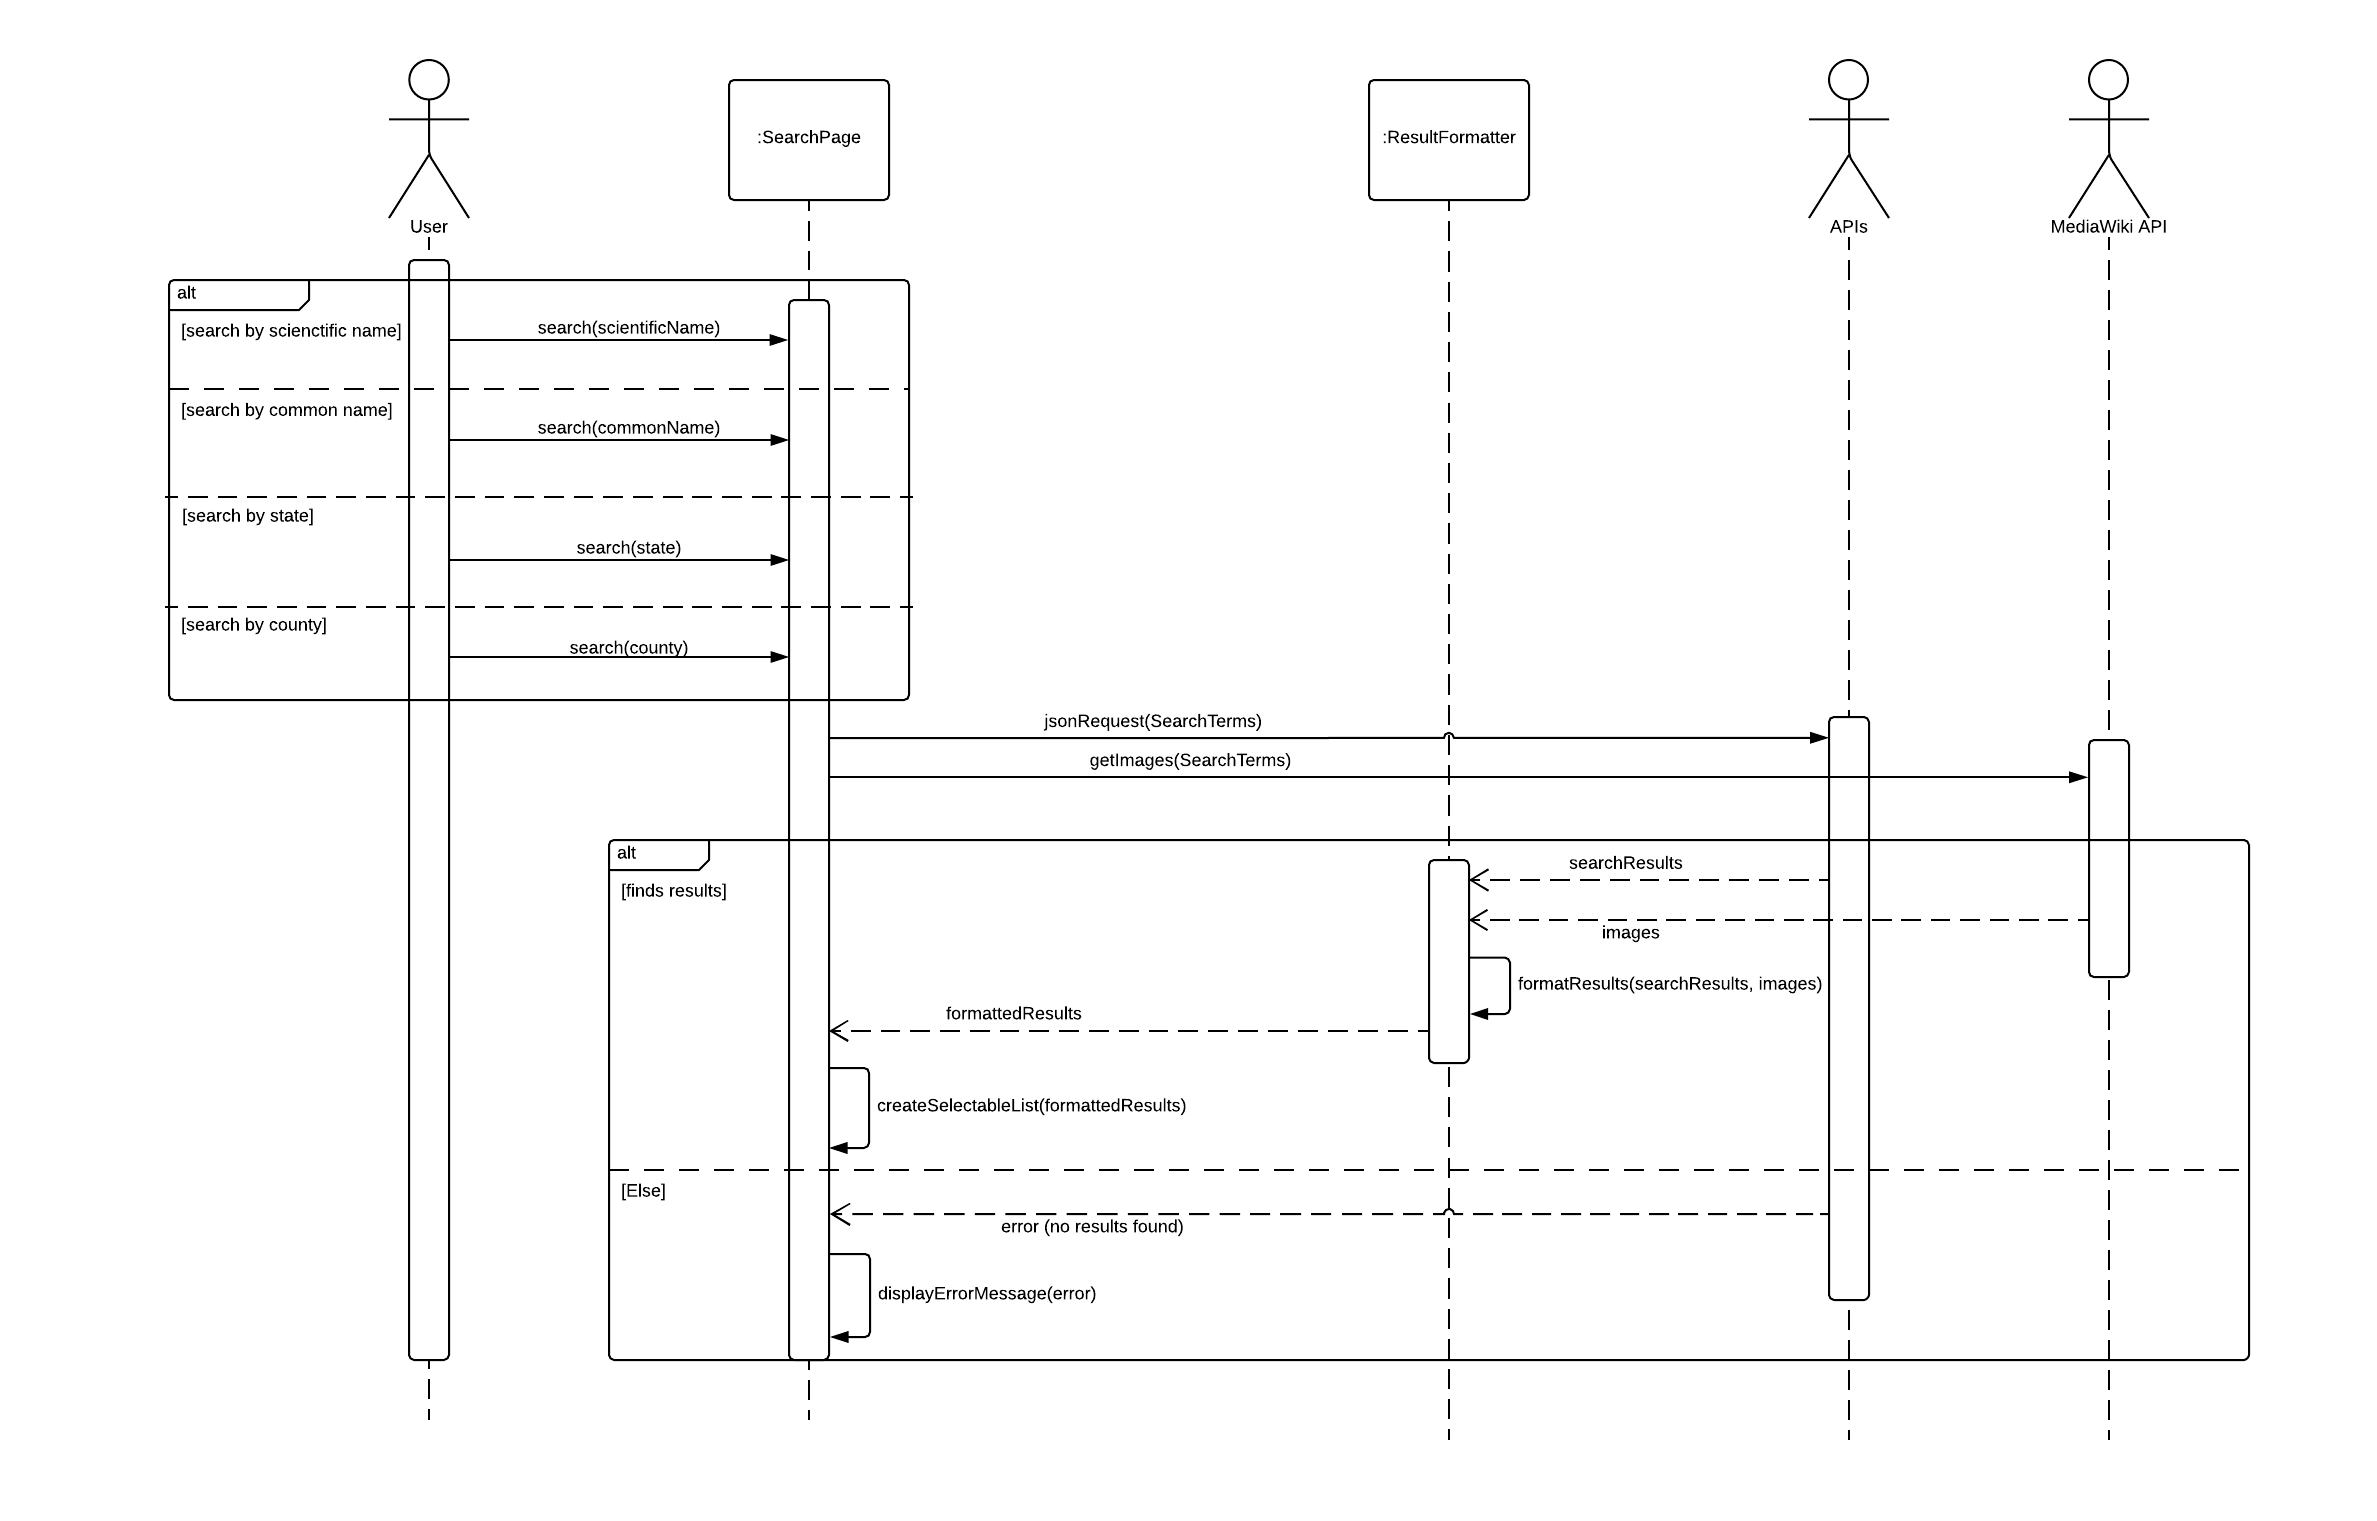 :SearchPage
:ResultFormatter
User
APIs
MediaWiki API
alt
[search by scienctific name]
search(scientificName)
[search by common name]
search(commonName)
[search by state]
search(state)
[search by county]
search(county)
jsonRequest(SearchTerms)
getImages(SearchTerms)
alt
searchResults
[finds results]
images
formatResults(searchResults, images)
formattedResults
createSelectableList(formattedResults)
[Else]
error (no results found)
displayErrorMessage(error)